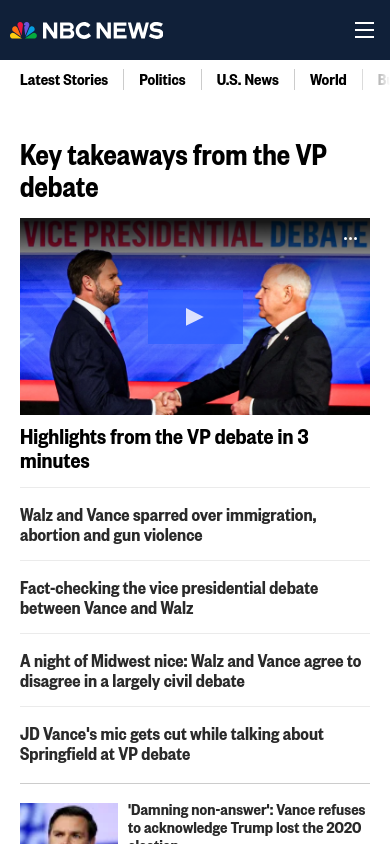 NBC NEWS
Latest Stories
Politics
U.S. News
World
Key takeaways from the VP
debate
VICE PRESIDENTIAL DEBATE
Highlights from the VP debate in 3
minutes
Walz and Vance sparred over immigration,
abortion and gun violence
Fact-checking the vice presidential debate
between Vance and Walz
A night of Midwest nice: Walz and Vance agree to
disagree in a largely civil debate
JD Vance's mic gets cut while talking about
Springfield at VP debate
'Damning non-answer': Vance refuses
to acknowledge Trump lost the 2020
election